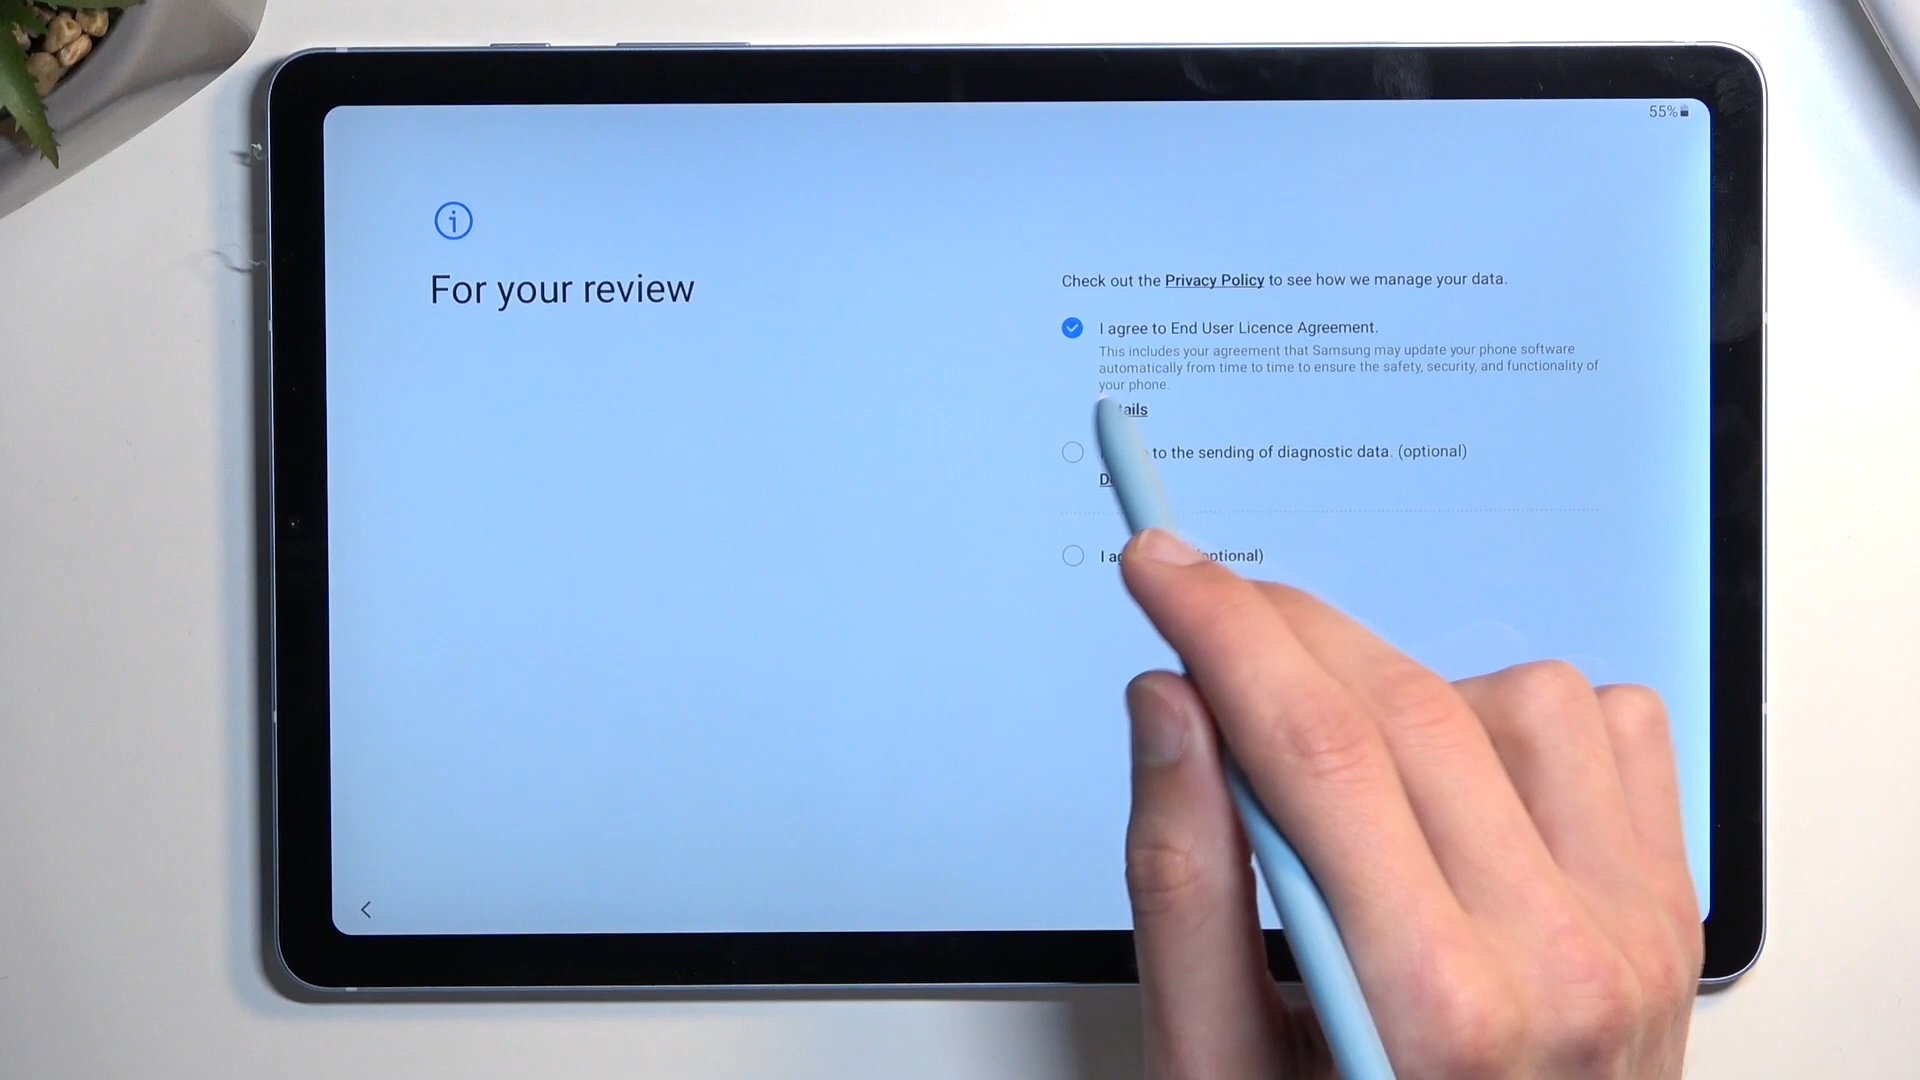 55%
For your review
Check out the Privacy Policy to see how we manage your data.
I agree to End User Licence Agreement.
This includes your agreement that Samsung may update your phone software
automatically from time to time to ensure the safety, security, and functionality of
your phone.
to the sending of diagnostic data. (optional)
I